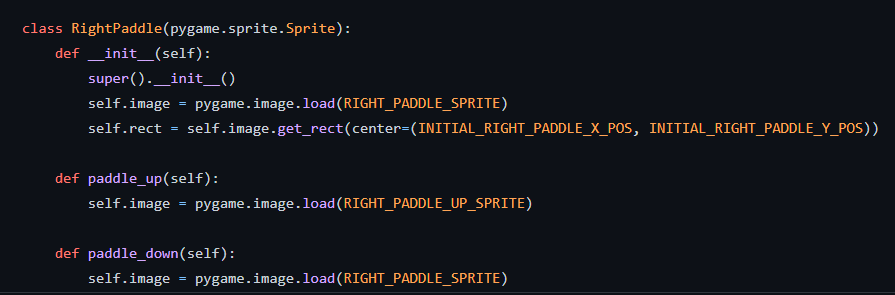 class RightPaddle(pygame.sprite.Sprite):
    def __init__(self):
        super().__init__()
        self.image = pygame.image.load(RIGHT_PADDLE_SPRITE)
        self.rect = self.image.get_rect(center=(INITIAL_RIGHT_PADDLE_X_POS, INITIAL_RIGHT_PADDLE_Y_POS))

    def paddle_up(self):
        self.image = pygame.image.load(RIGHT_PADDLE_UP_SPRITE)

    def paddle_down(self):
        self.image = pygame.image.load(RIGHT_PADDLE_SPRITE)